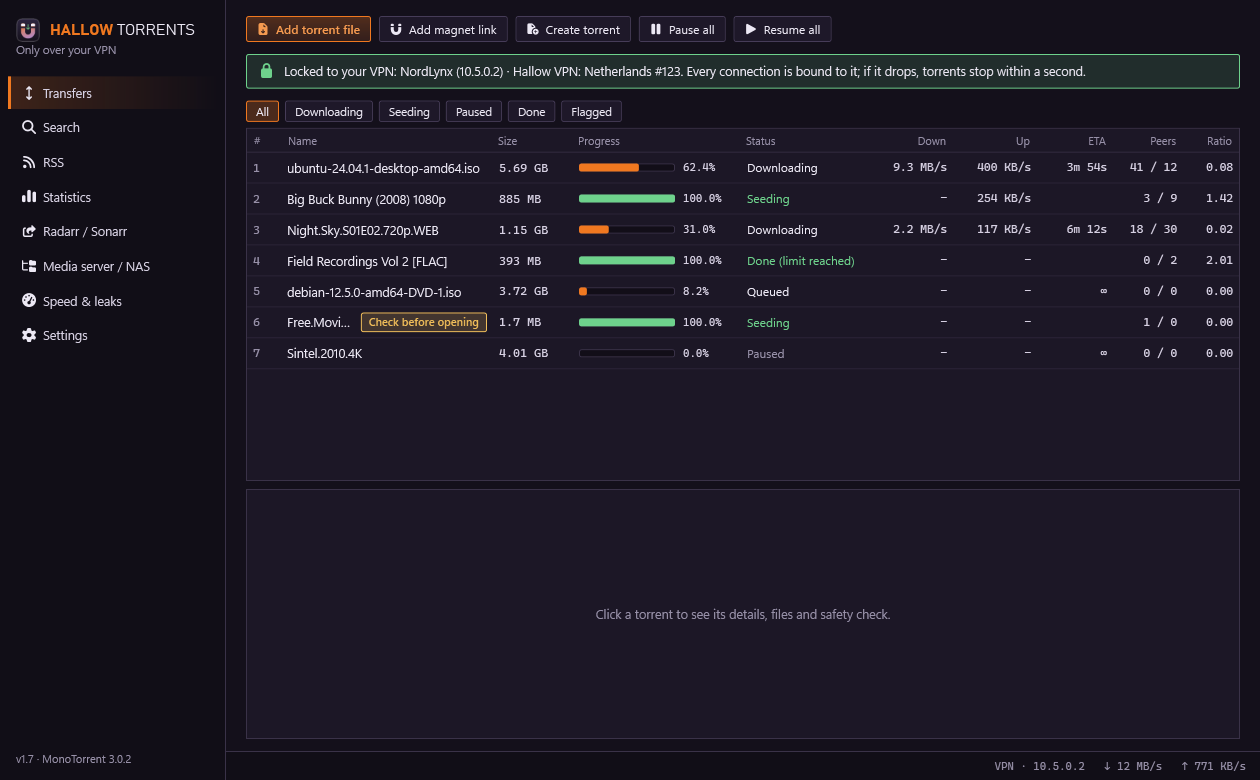 HALLOW TORRENTS
Only over your VPN
Transfers
Search
RSS
Statistics
Radarr / Sonarr
Media server / NAS
Speed & leaks
Settings
v1.7 · MonoTorrent 3.0.2
Add torrent file Add magnet link Create torrent Pause all Resume all
Locked to your VPN: NordLynx (10.5.0.2) · Hallow VPN: Netherlands #123. Every connection is bound to it; if it drops, torrents stop within a second.
All Downloading Seeding Paused Done Flagged
# Name Size Progress Status Down Up ETA Peers Ratio
1 ubuntu-24.04.1-desktop-amd64.iso 5.69 GB 62.4% Downloading 9.3 MB/s 400 KB/s 3m 54s 41 / 12 0.08
2 Big Buck Bunny (2008) 1080p 885 MB 100.0% Seeding – 254 KB/s 3 / 9 1.42
3 Night.Sky.S01E02.720p.WEB 1.15 GB 31.0% Downloading 2.2 MB/s 117 KB/s 6m 12s 18 / 30 0.02
4 Field Recordings Vol 2 [FLAC] 393 MB 100.0% Done (limit reached) – – 0 / 2 2.01
5 debian-12.5.0-amd64-DVD-1.iso 3.72 GB 8.2% Queued – – ∞ 0 / 0 0.00
6 Free.Movi... Check before opening 1.7 MB 100.0% Seeding – – 1 / 0 0.00
7 Sintel.2010.4K 4.01 GB 0.0% Paused – – ∞ 0 / 0 0.00
Click a torrent to see its details, files and safety check.
VPN · 10.5.0.2 ↓ 12 MB/s ↑ 771 KB/s